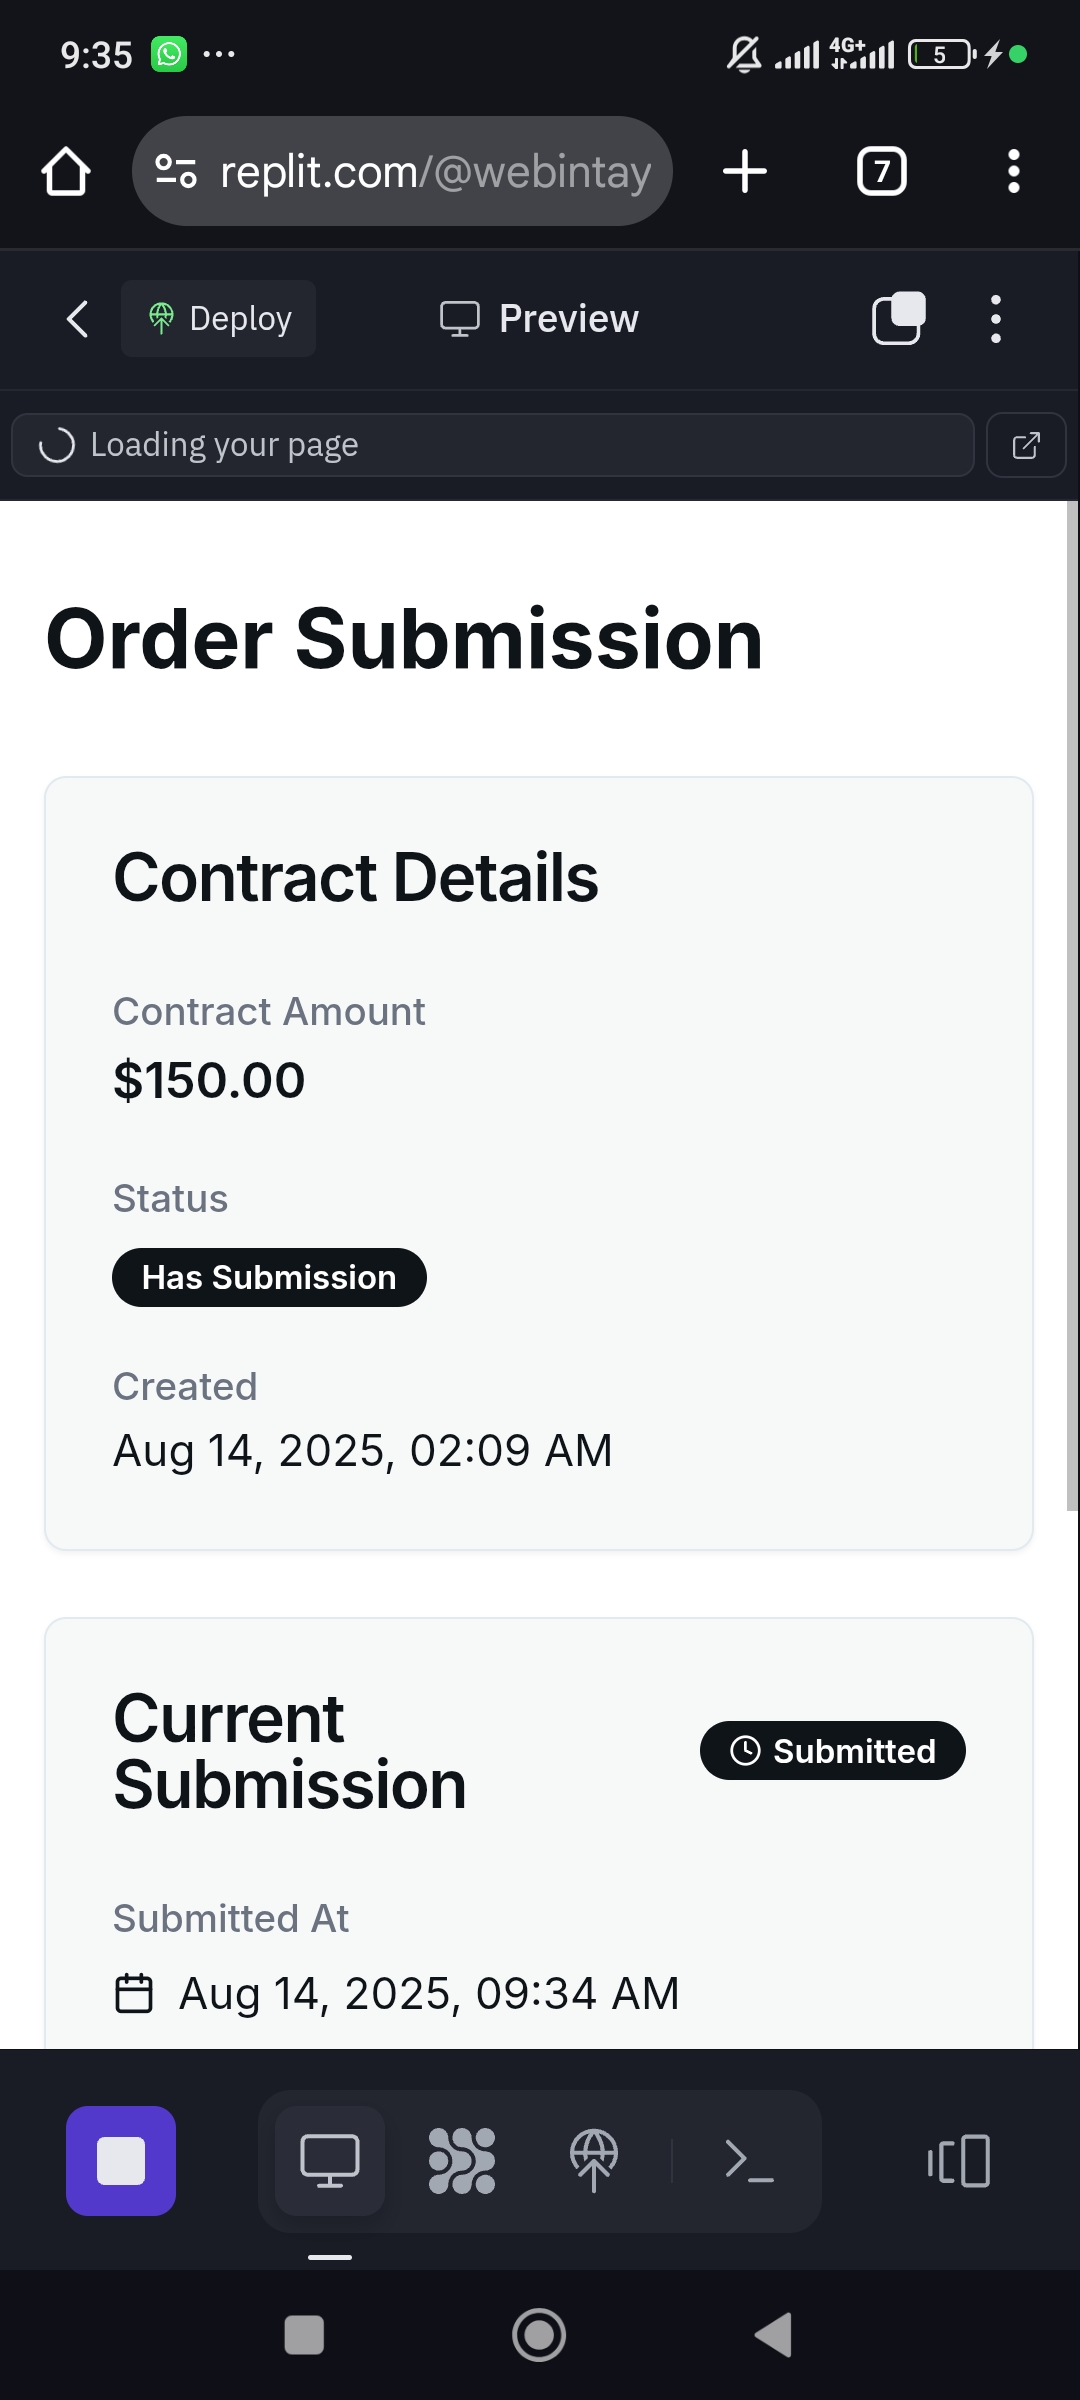 9:35
4G+
5
replit.com/@webintay
7
Deploy
Preview
Loading your page
Order Submission
Contract Details
Contract Amount
$150.00
Status
Has Submission
Created
Aug 14, 2025, 02:09 AM
Current
Submission
Submitted
Submitted At
Aug 14, 2025, 09:34 AM